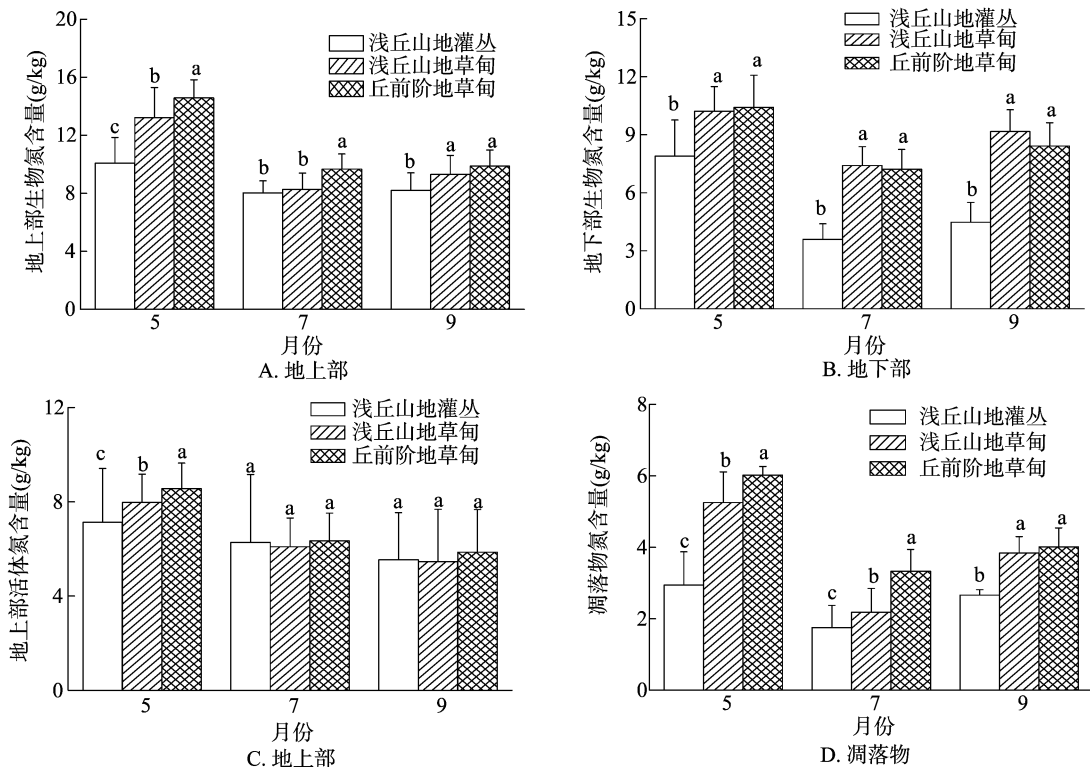 地上部生物氮含量(g/kg)
20
16
12
8
4
0
浅丘山地灌丛
浅丘山地草甸
丘前阶地草甸
c
b
a
b
b
a
b
a
a
5
7
9
月份
A. 地上部
地下部生物氮含量(g/kg)
15
12
9
6
3
0
浅丘山地灌丛
浅丘山地草甸
丘前阶地草甸
b
a
a
b
a
a
b
a
a
5
7
9
月份
B. 地下部
地上部活体氮含量(g/kg)
12
8
4
0
浅丘山地灌丛
浅丘山地草甸
丘前阶地草甸
c
b
a
a
a
a
a
a
a
5
7
9
月份
C. 地上部
凋落物氮含量(g/kg)
8
6
4
2
0
浅丘山地灌丛
浅丘山地草甸
丘前阶地草甸
c
b
a
c
b
a
b
a
a
5
7
9
月份
D. 凋落物